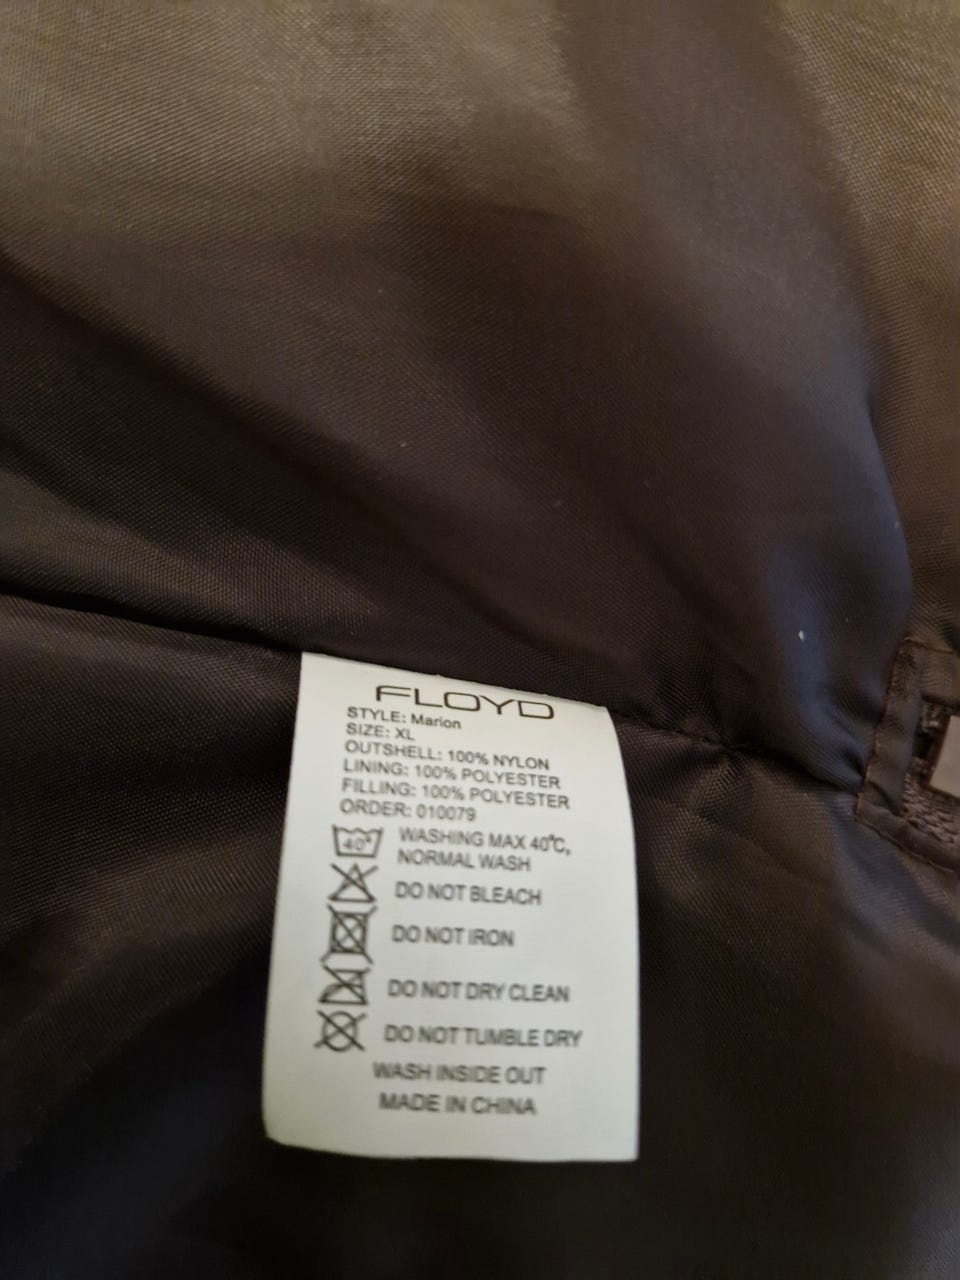 FLOYD
STYLE: Marion
SIZE: XL
OUTSHELL: 100% NYLON
LINING: 100% POLYESTER
FILLING: 100% POLYESTER
ORDER: 010079
40° WASHING MAX 40°C,
NORMAL WASH
DO NOT BLEACH
DO NOT IRON
DO NOT DRY CLEAN
DO NOT TUMBLE DRY
WASH INSIDE OUT
MADE IN CHINA